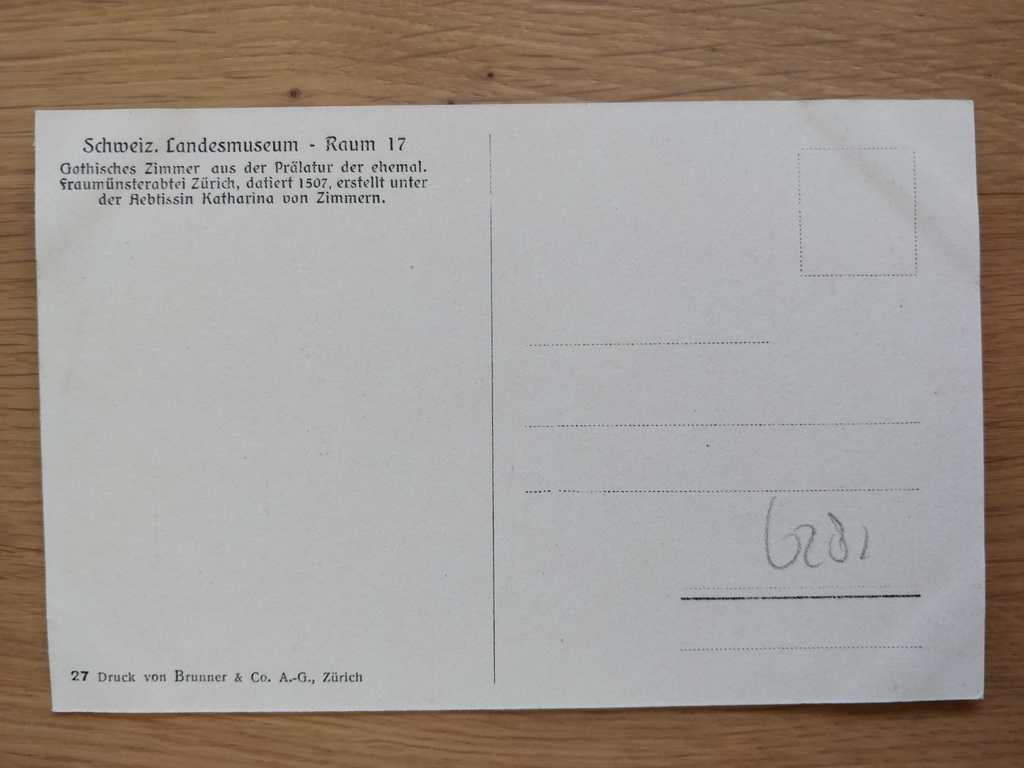 Schweiz. Landesmuseum - Raum 17
Gothisches Zimmer aus der Prälatur der ehemal.
Fraumünsterabtei Zürich, datiert 1507, erstellt unter
der Aebtissin Katharina von Zimmern.
6281
27 Druck von Brunner & Co. A.-G., Zürich